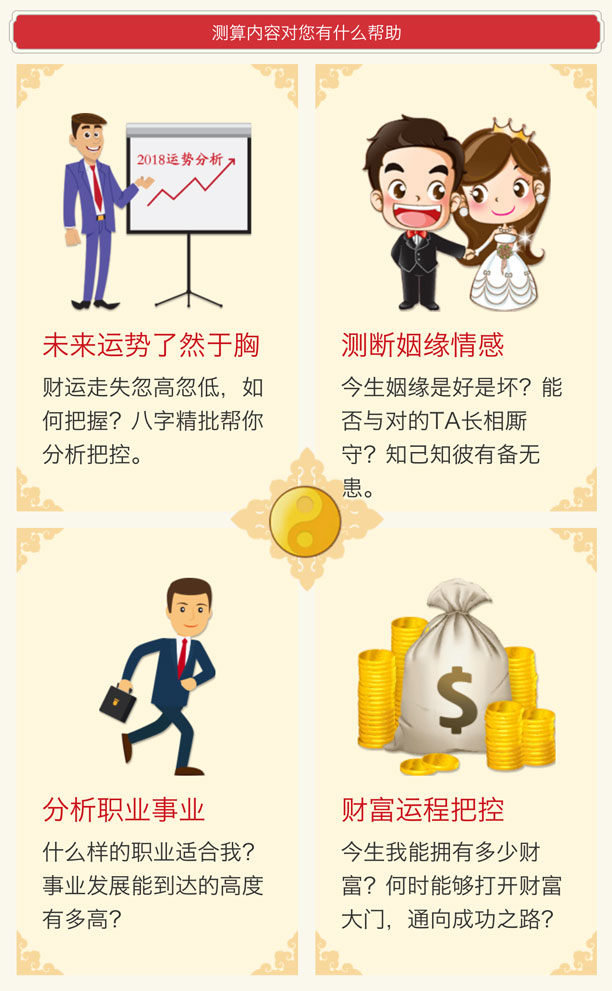 测算内容对您有什么帮助
2018运势分析
未来运势了然于胸
财运走失忽高忽低，如
何把握？八字精批帮你
分析把控。
测断姻缘情感
今生姻缘是好是坏？能
否与对的TA长相厮
守？知己知彼有备无
患。
分析职业事业
什么样的职业适合我？
事业发展能到达的高度
有多高？
$
财富运程把控
今生我能拥有多少财
富？何时能够打开财富
大门，通向成功之路？